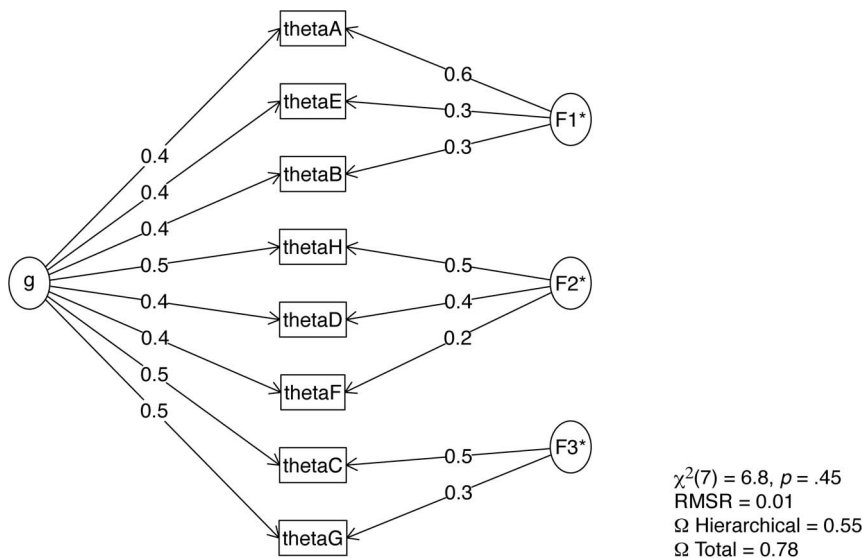 thetaA
0.6
thetaE
0.3
F1*
0.4
0.3
thetaB
0.4
0.4
thetaH
0.5
0.5
g
F2*
0.4
thetaD
0.4
0.4
0.2
0.5
thetaF
0.5
F3*
thetaC
0.5
0.3
thetaG
χ²(7) = 6.8, p = .45
RMSR = 0.01
Ω Hierarchical = 0.55
Ω Total = 0.78